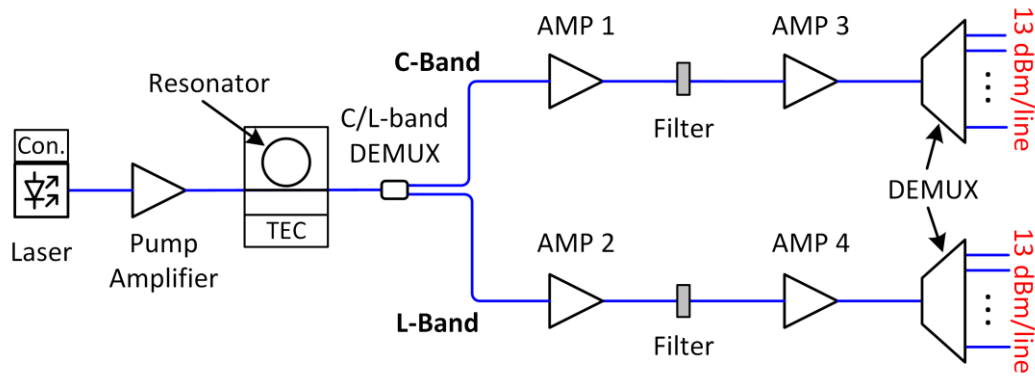 Con.
Laser
Pump
Amplifier
Resonator
TEC
C/L-band
DEMUX
C-Band
AMP 1
Filter
AMP 3
13 dBm/line
DEMUX
L-Band
AMP 2
Filter
AMP 4
13 dBm/line